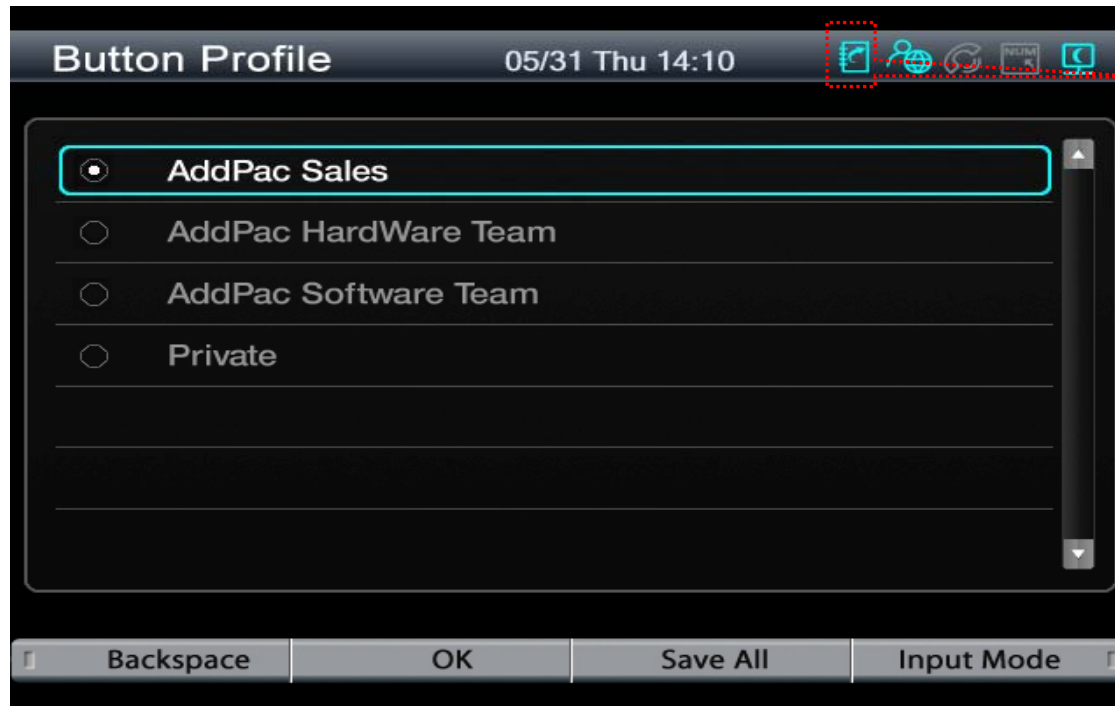 Button Profile 05/31 Thu 14:10 NUM
AddPac Sales
AddPac HardWare Team
AddPac Software Team
Private
Backspace OK Save All Input Mode